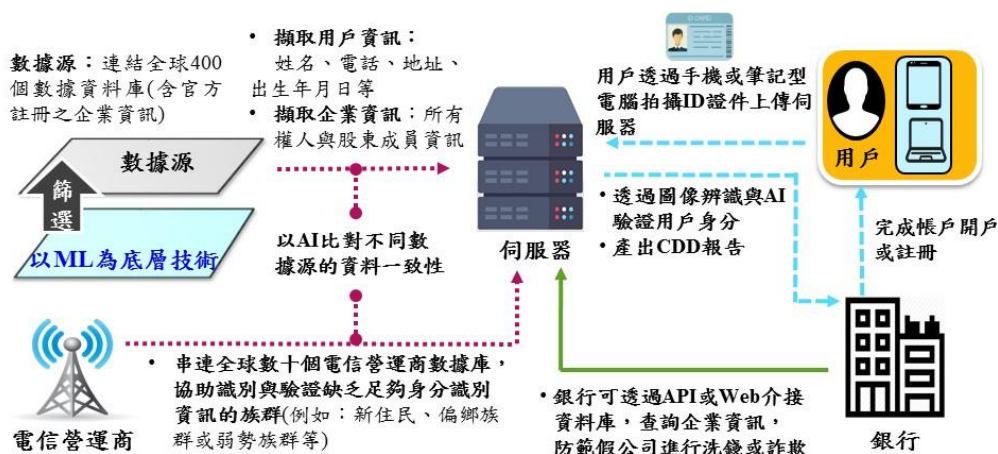 數據源：連結全球400
個數據資料庫(含官方
註冊之企業資訊)
• 擷取用戶資訊：
姓名、電話、地址、
出生年月日等
• 擷取企業資訊：所有
權人與股東成員資訊
ID CARD
用戶透過手機或筆記型
電腦拍攝ID證件上傳伺
服器
用戶
數據源
篩選
以ML為底層技術
以AI比對不同數
據源的資料一致性
伺服器
• 透過圖像辨識與AI
驗證用戶身分
• 產出CDD報告
完成帳戶開戶
或註冊
電信營運商
• 串連全球數十個電信營運商數據庫，
協助識別與驗證缺乏足夠身分識別
資訊的族群(例如：新住民、偏鄉族
群或弱勢族群等)
• 銀行可透過API或Web介接
資料庫，查詢企業資訊，
防範假公司進行洗錢或詐欺
銀行